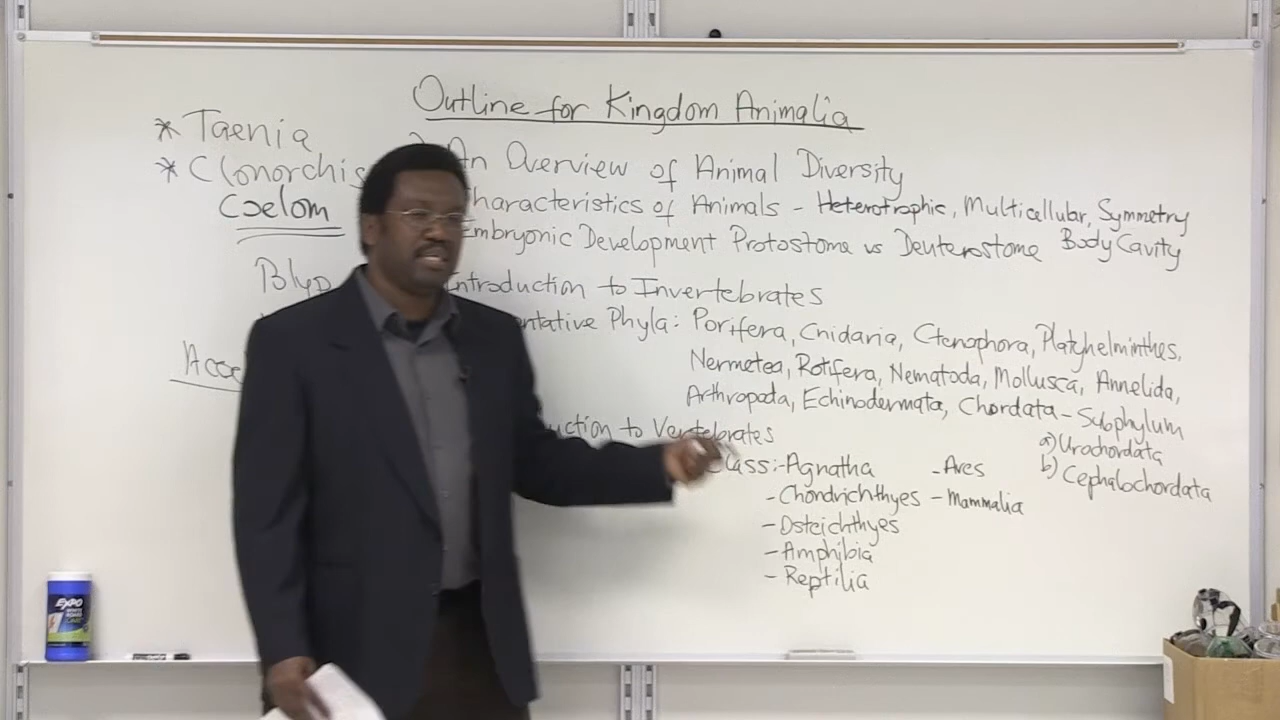 Outline for Kingdom Animalia
* Taenia
* Clonorchis
Coelom
An Overview of Animal Diversity
Characteristics of Animals - Heterotrophic, Multicellular, Symmetry
Embryonic Development Protostome vs Deuterostome Body Cavity
Introduction to Invertebrates
Phyla: Porifera, Cnidaria, Ctenophora, Platyhelminthes,
Nermetea, Rotifera, Nematoda, Mollusca, Annelida,
Arthropoda, Echinodermata, Chordata - Subphylum
a) Urochordata
b) Cephalochordata
to Vertebrates
Class: - Agnatha - Aves
- Chondrichthyes - Mammalia
- Osteichthyes
- Amphibia
- Reptilia
EXPO